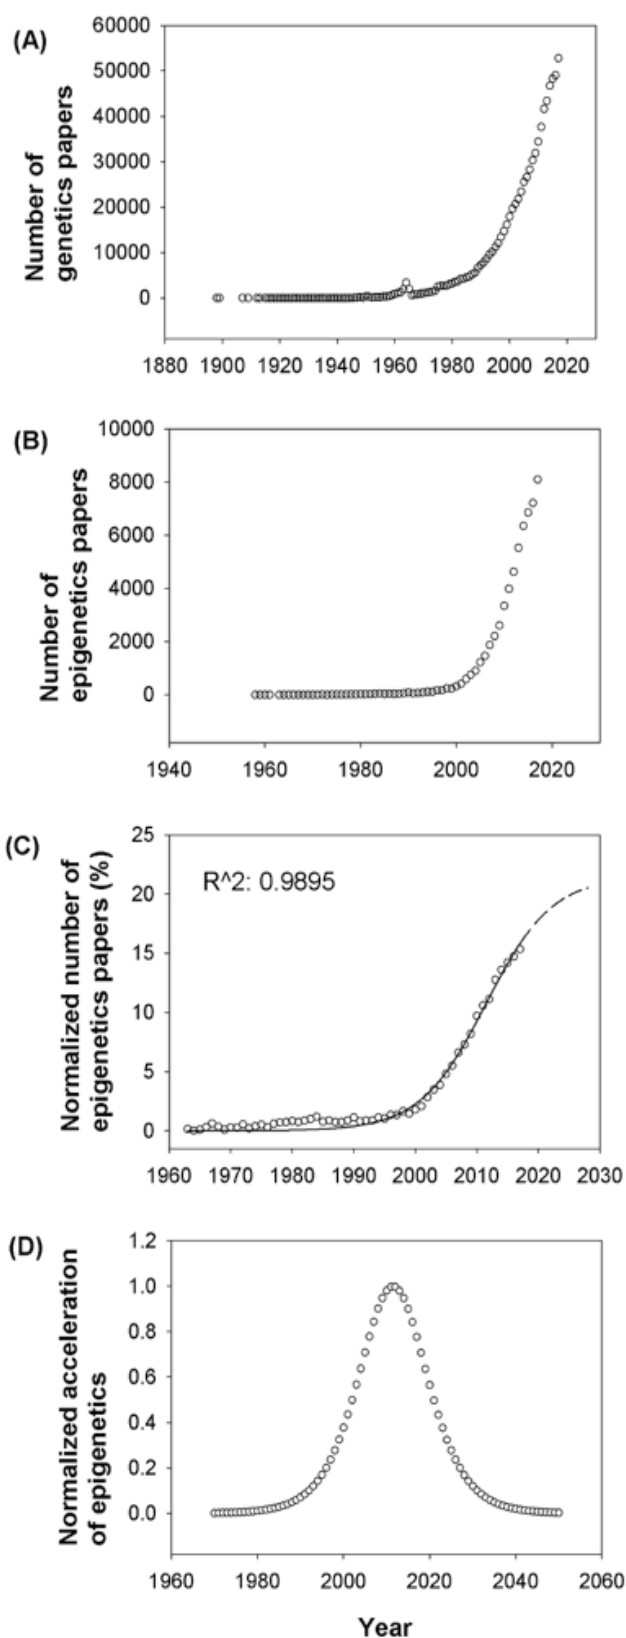 (A)
Number of
genetics papers
60000
50000
40000
30000
20000
10000
0
1880 1900 1920 1940 1960 1980 2000 2020
(B)
Number of
epigenetics papers
10000
8000
6000
4000
2000
0
1940 1960 1980 2000 2020
(C)
Normalized number of
epigenetics papers (%)
25
20
15
10
5
0
R^2: 0.9895
1960 1970 1980 1990 2000 2010 2020 2030
(D)
Normalized acceleration
of epigenetics
1.2
1.0
0.8
0.6
0.4
0.2
0.0
1960 1980 2000 2020 2040 2060
Year